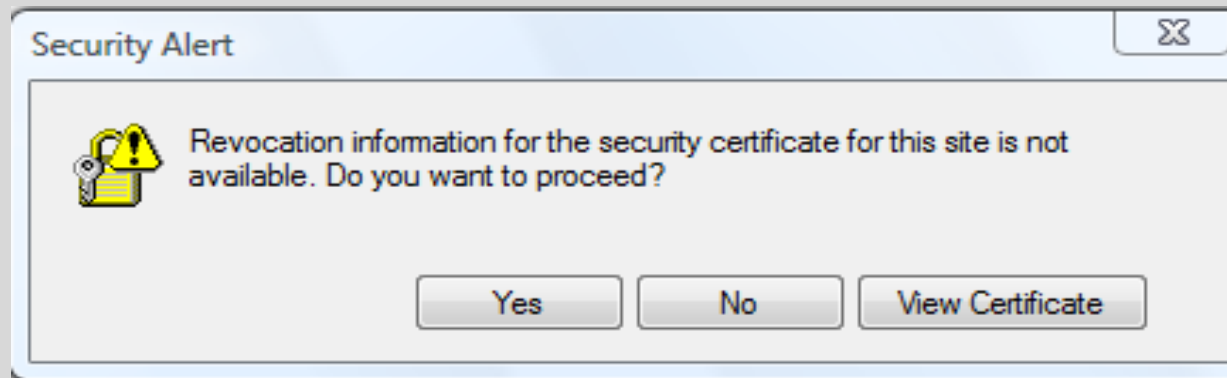 Security Alert
Revocation information for the security certificate for this site is not
available. Do you want to proceed?
Yes No View Certificate